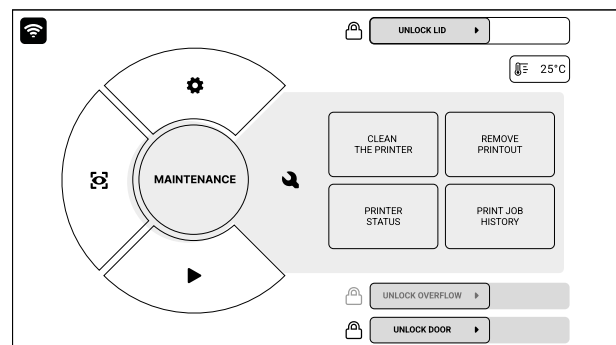 UNLOCK LID
25°C
CLEAN
THE PRINTER
REMOVE
PRINTOUT
MAINTENANCE
PRINTER
STATUS
PRINT JOB
HISTORY
UNLOCK OVERFLOW
UNLOCK DOOR